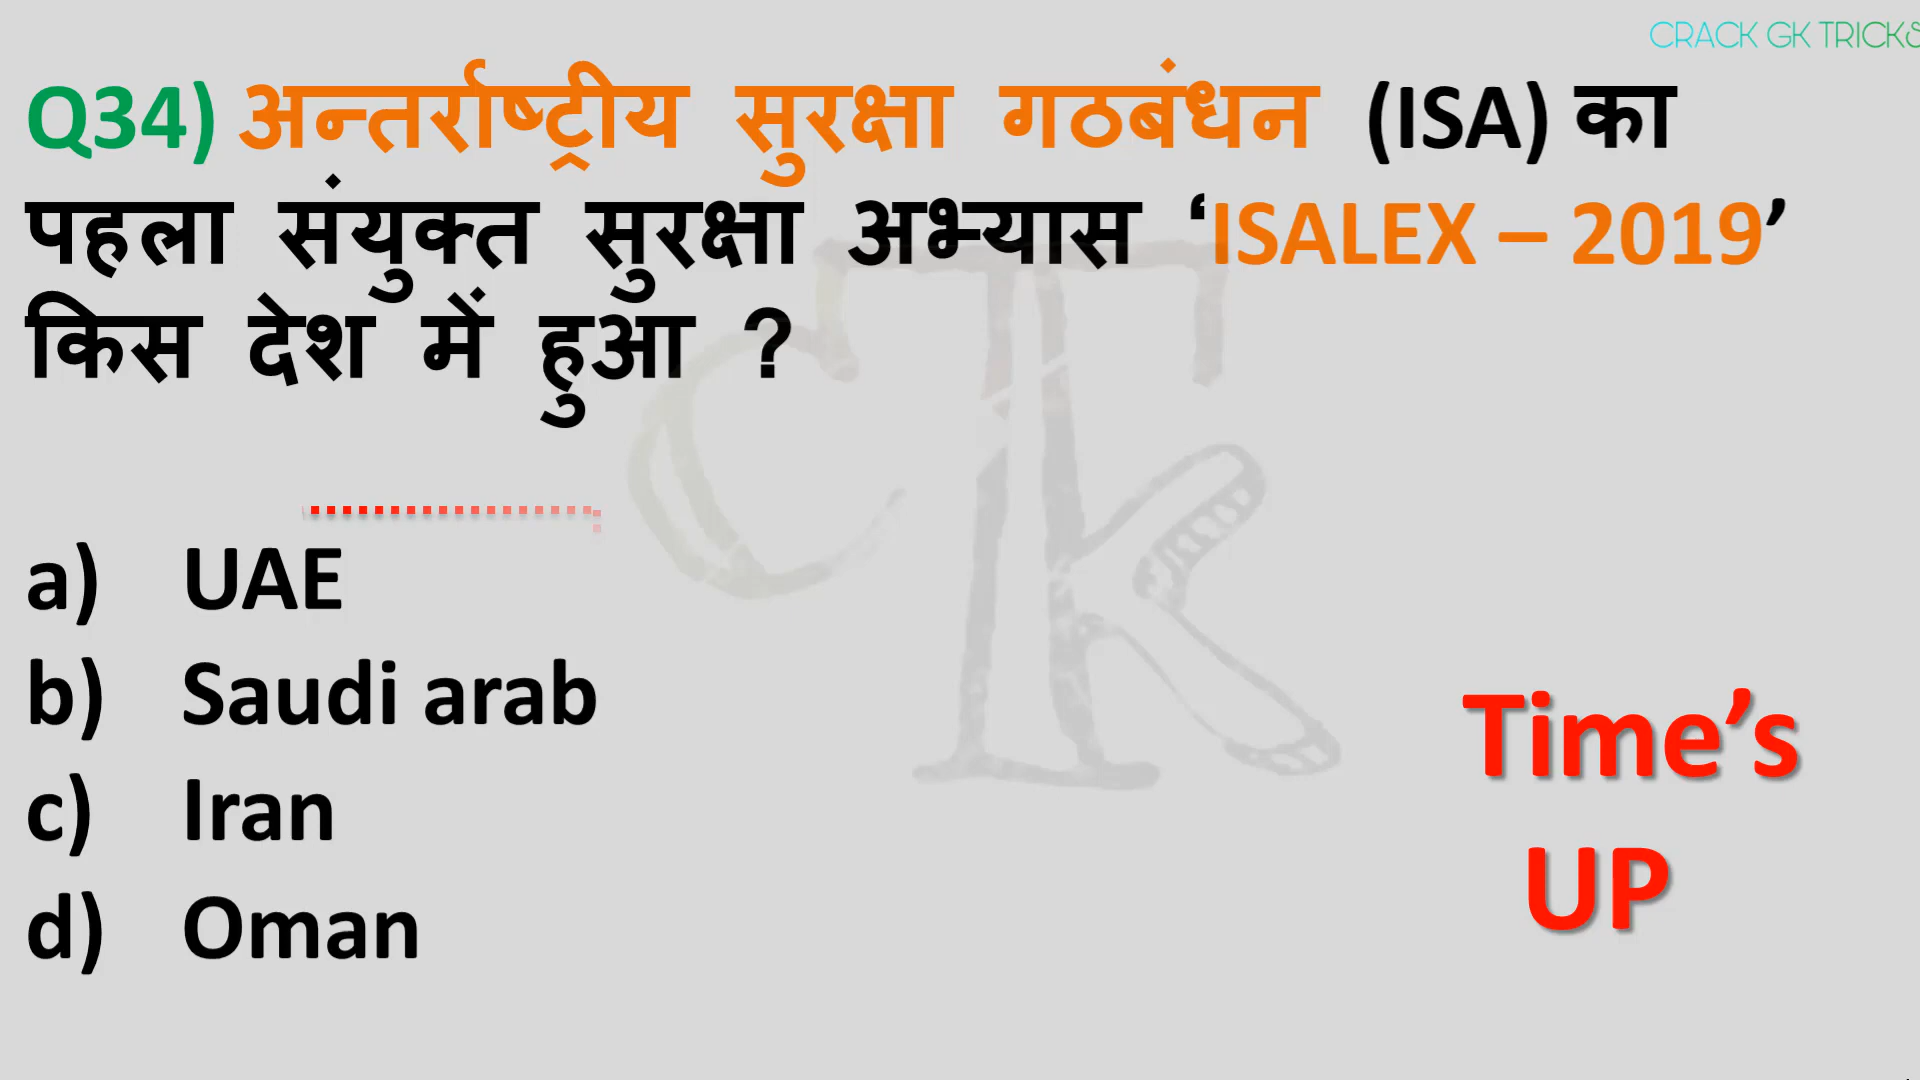 CRACK GK TRICKS
Q34) अन्तर्राष्ट्रीय सुरक्षा गठबंधन (ISA) का
पहला संयुक्त सुरक्षा अभ्यास ‘ISALEX – 2019’
किस देश में हुआ ?
a) UAE
b) Saudi arab
c) Iran
d) Oman
Time’s
UP